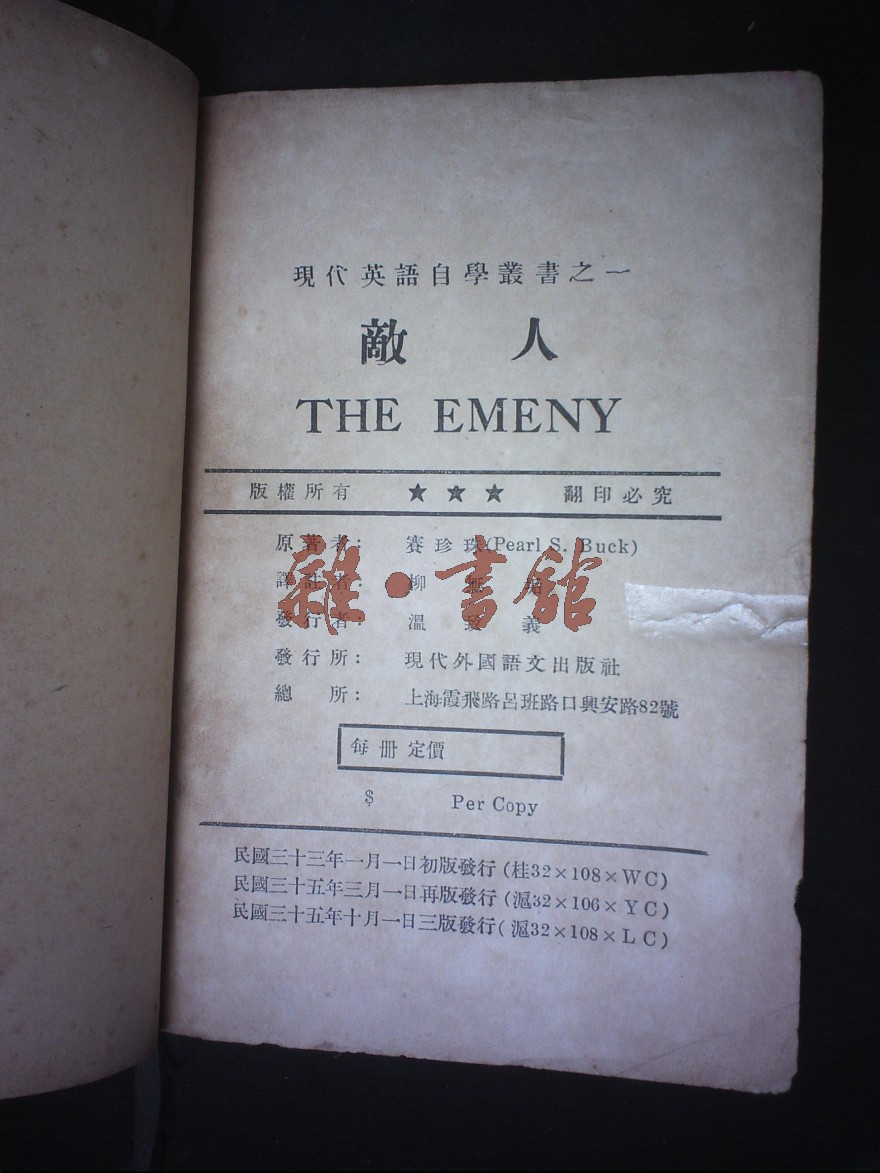 現代英語自學叢書之一
敵人
THE EMENY
版權所有 ★★★ 翻印必究
原著者: 賽珍珠(Pearl S. Buck)
譯註者: 柳
發行者: 溫致義
雜·書館
發行所: 現代外國語文出版社
總所: 上海霞飛路呂班路口興安路82號
每冊定價
$ Per Copy
民國三十三年一月一日初版發行(桂32×108×WC)
民國三十五年三月一日再版發行(滬32×106×YC)
民國三十五年十月一日三版發行(滬32×108×LC)